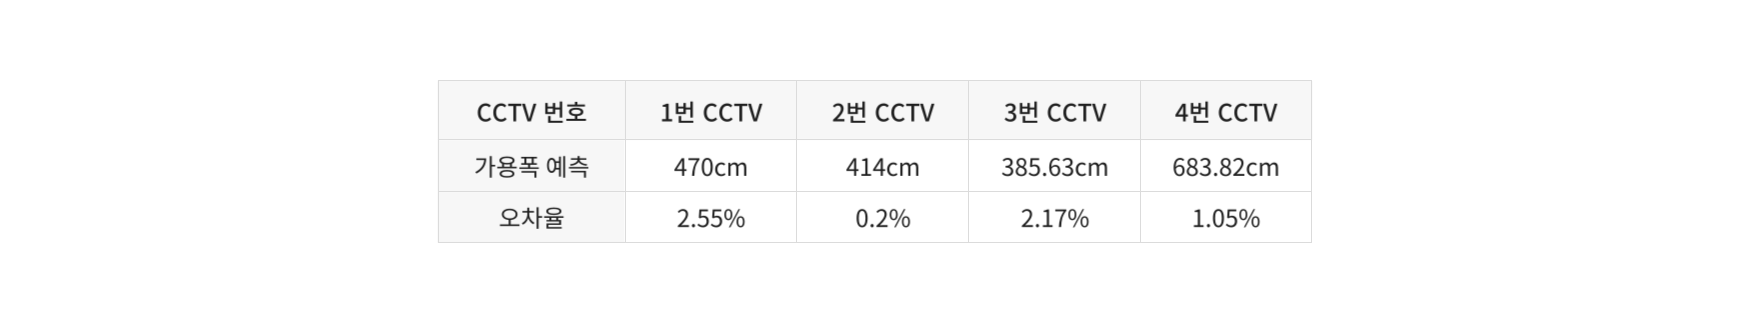 CCTV 번호 1번 CCTV 2번 CCTV 3번 CCTV 4번 CCTV
가용폭 예측 470cm 414cm 385.63cm 683.82cm
오차율 2.55% 0.2% 2.17% 1.05%